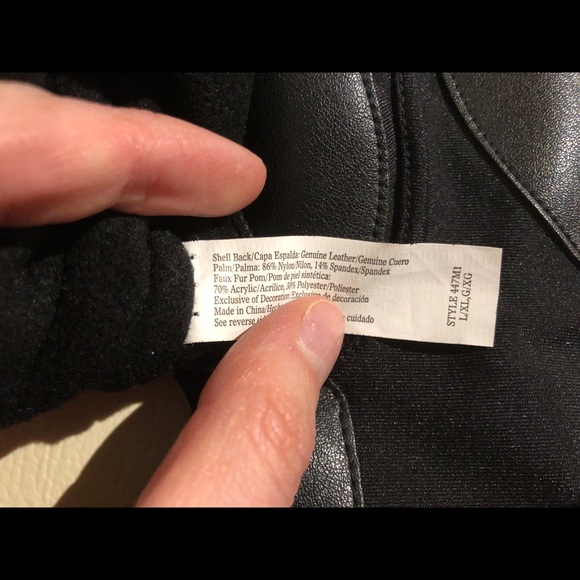 Shell Back/Capa Espalda: Genuine Leather/Genuine Cuero
Palm/Palma: 86% Nylon/Nilon, 14% Spandex/Spandex
Faux Fur Pom/Pom de piel sintética:
70% Acrylic/Acrilico, 30% Polyester/Poliester
Exclusive of Decoration/Exclusivo de decoración
Made in China/
See reverse cuidado
STYLE 447M1
L/XL,G/XG